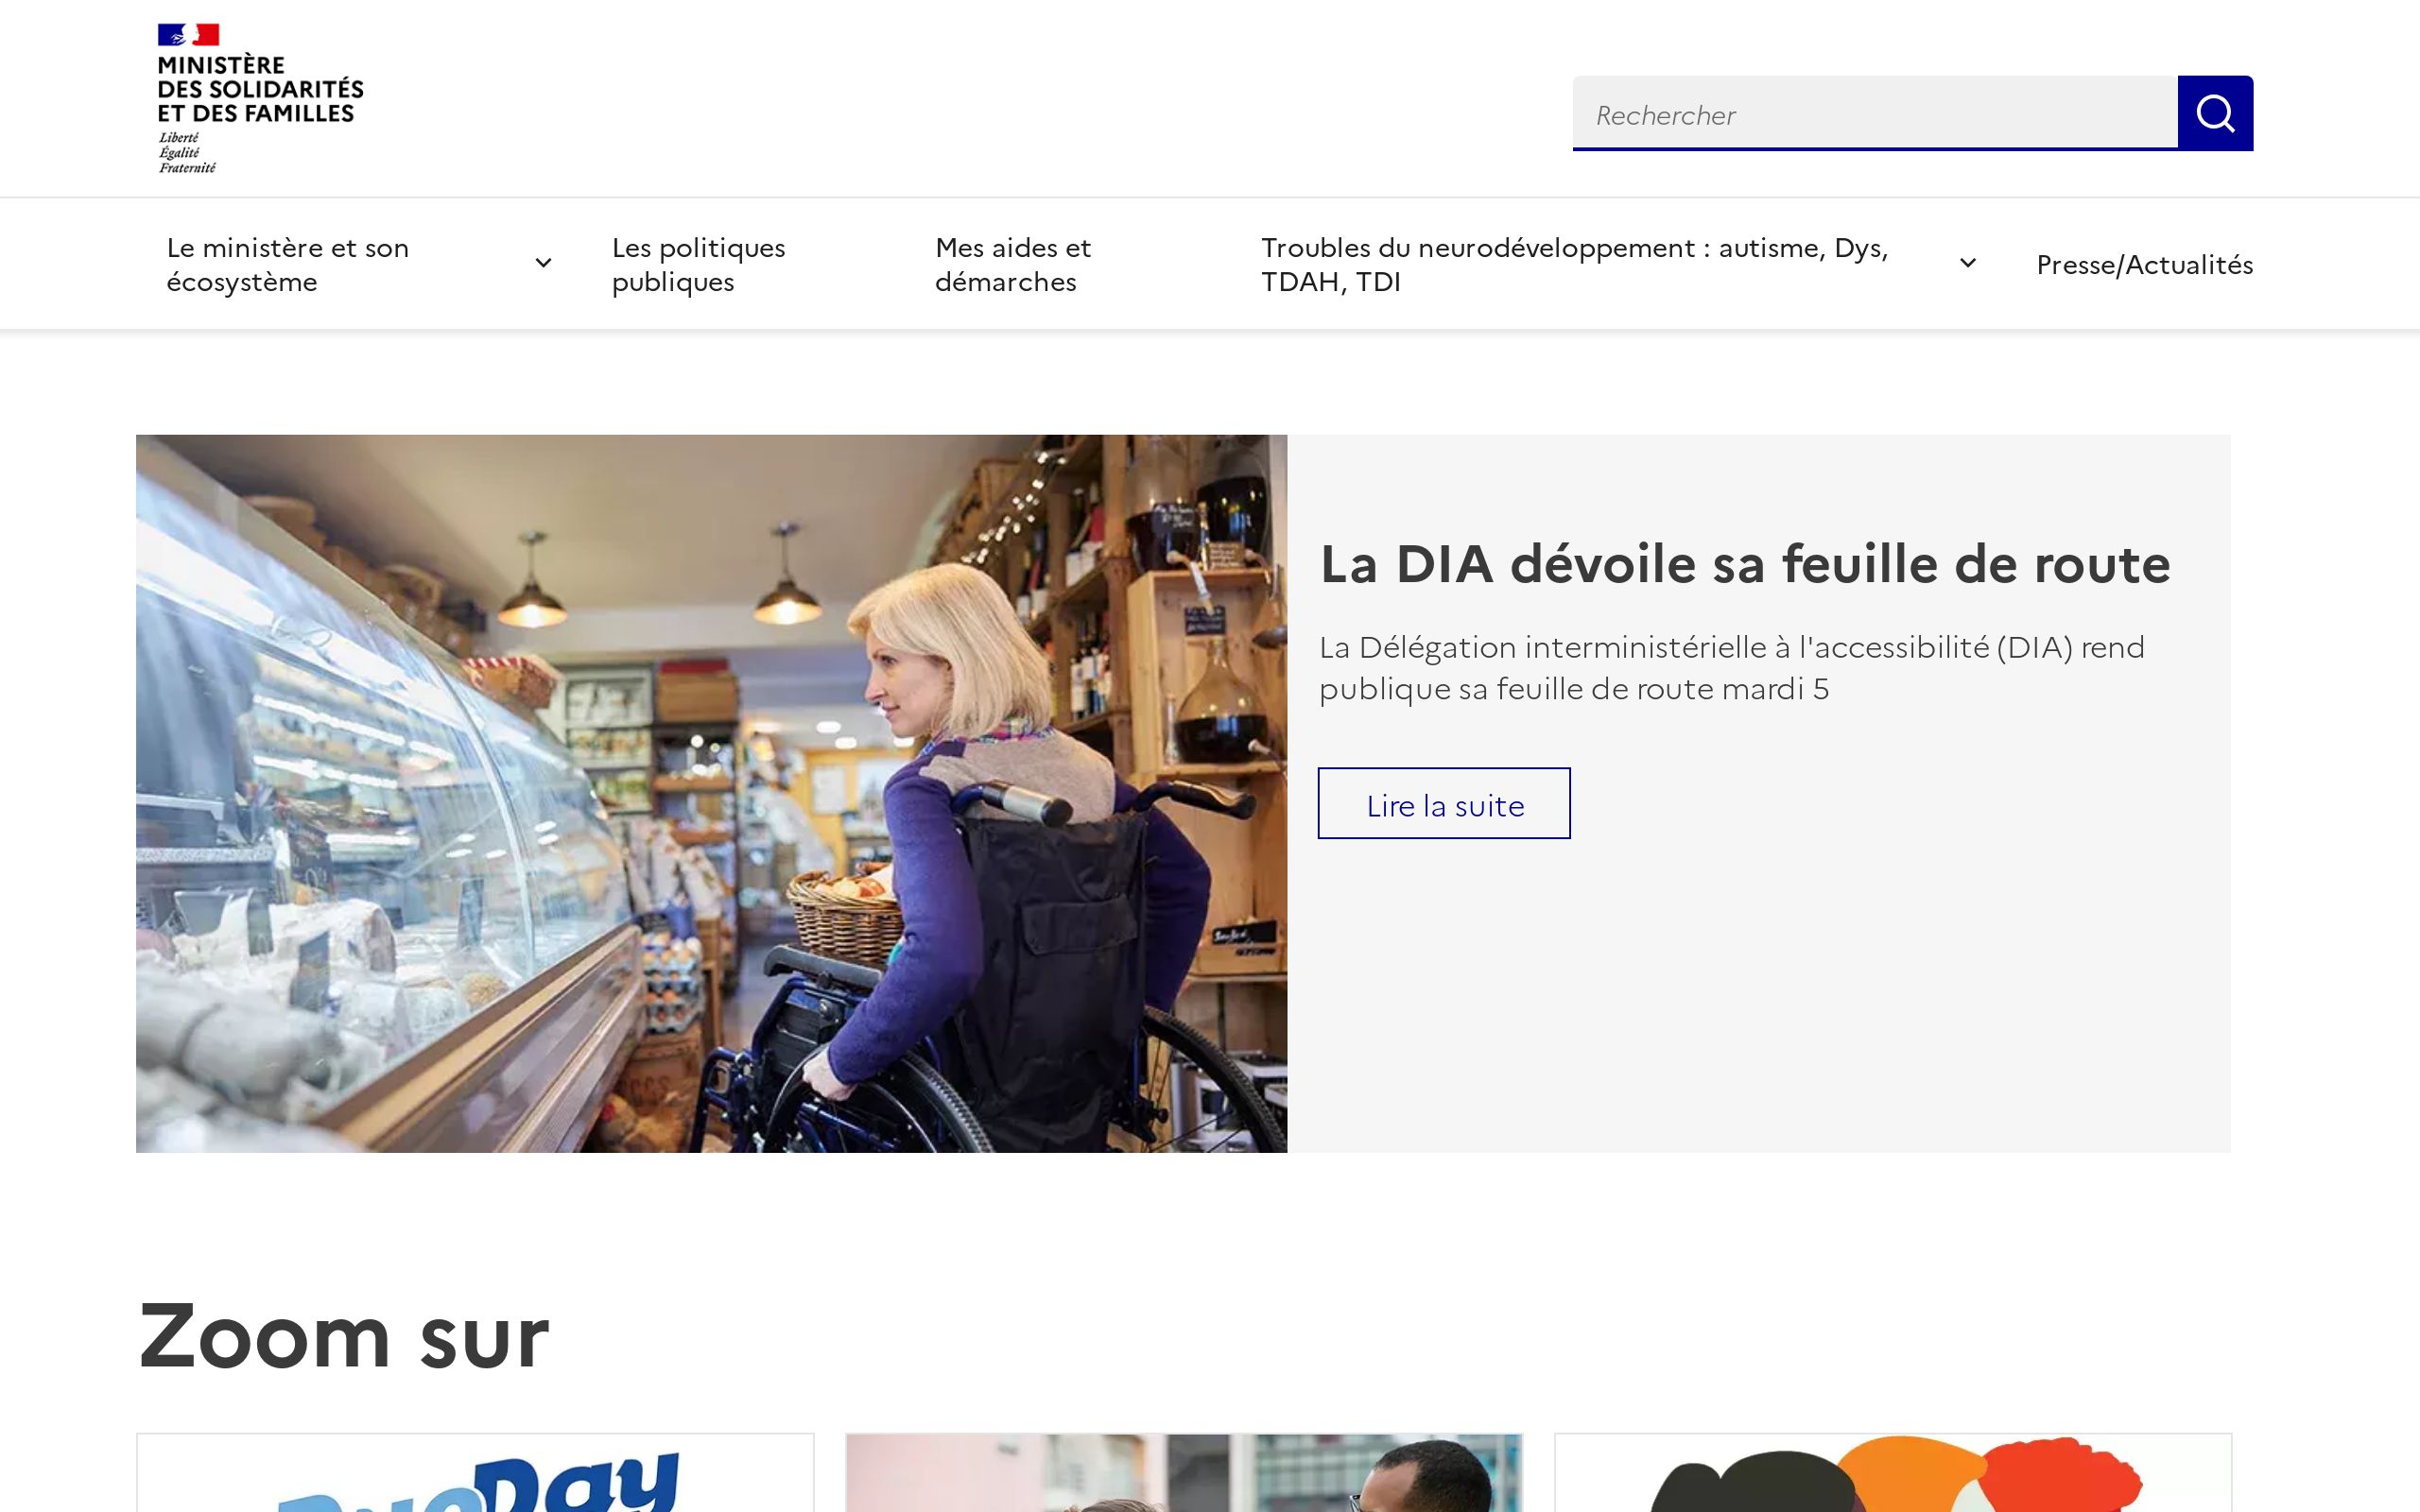 MINISTÈRE
DES SOLIDARITÉS
ET DES FAMILLES
Liberté
Égalité
Fraternité
Rechercher
Le ministère et son
écosystème
Les politiques
publiques
Mes aides et
démarches
Troubles du neurodéveloppement : autisme, Dys,
TDAH, TDI
Presse/Actualités
La DIA dévoile sa feuille de route
La Délégation interministérielle à l'accessibilité (DIA) rend
publique sa feuille de route mardi 5
Lire la suite
Zoom sur
DuoDay